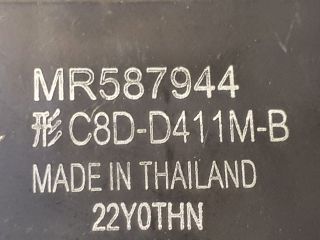 MR587944
形 C8D-D411M-B
MADE IN THAILAND
22Y0THN